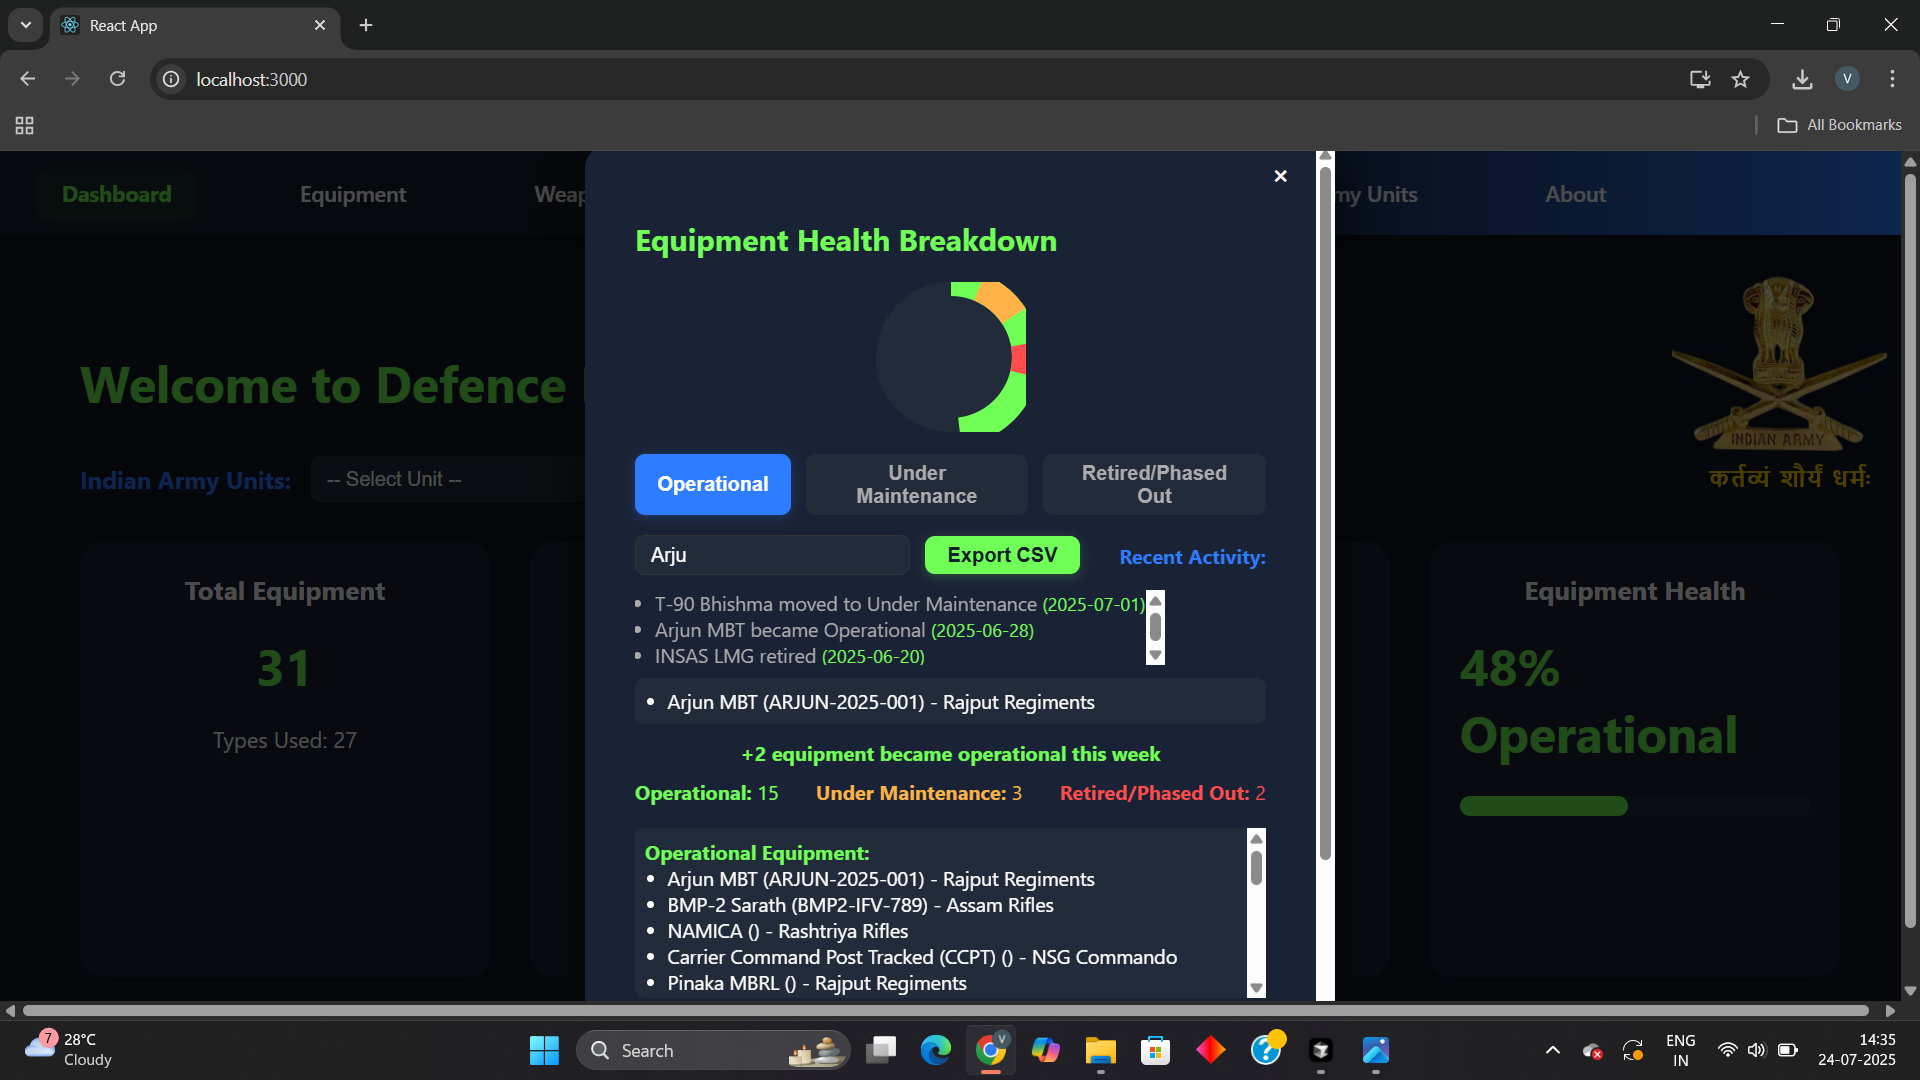 React App
localhost:3000
All Bookmarks
Dashboard
Equipment
Weap
my Units
About
Welcome to Defence
Indian Army Units:
-- Select Unit --
INDIAN ARMY
कर्तव्यं शौर्यं धर्मः
Total Equipment
31
Types Used: 27
Equipment Health
48%
Operational
Equipment Health Breakdown
Operational
Under
Maintenance
Retired/Phased
Out
Arju
Export CSV
Recent Activity:
T-90 Bhishma moved to Under Maintenance (2025-07-01)
Arjun MBT became Operational (2025-06-28)
INSAS LMG retired (2025-06-20)
Arjun MBT (ARJUN-2025-001) - Rajput Regiments
+2 equipment became operational this week
Operational: 15 Under Maintenance: 3 Retired/Phased Out: 2
Operational Equipment:
Arjun MBT (ARJUN-2025-001) - Rajput Regiments
BMP-2 Sarath (BMP2-IFV-789) - Assam Rifles
NAMICA () - Rashtriya Rifles
Carrier Command Post Tracked (CCPT) () - NSG Commando
Pinaka MBRL () - Rajput Regiments
7
28°C
Cloudy
Search
V
ENG
IN
14:35
24-07-2025